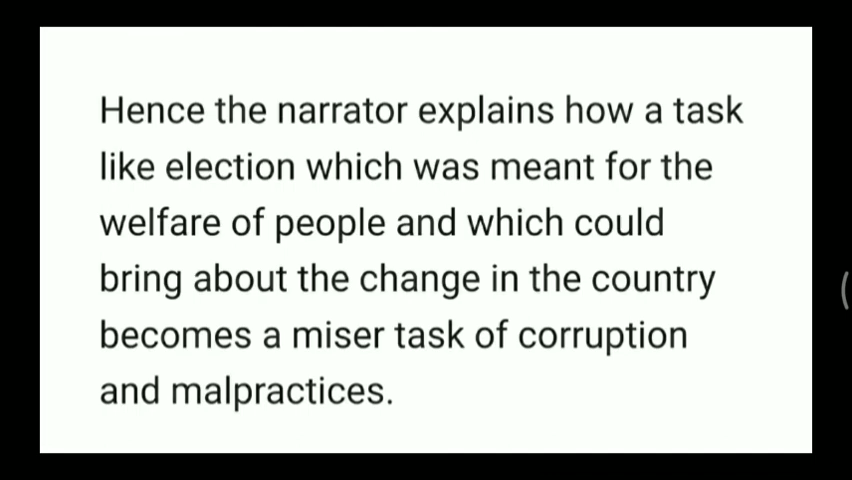 Hence the narrator explains how a task
like election which was meant for the
welfare of people and which could
bring about the change in the country
becomes a miser task of corruption
and malpractices.